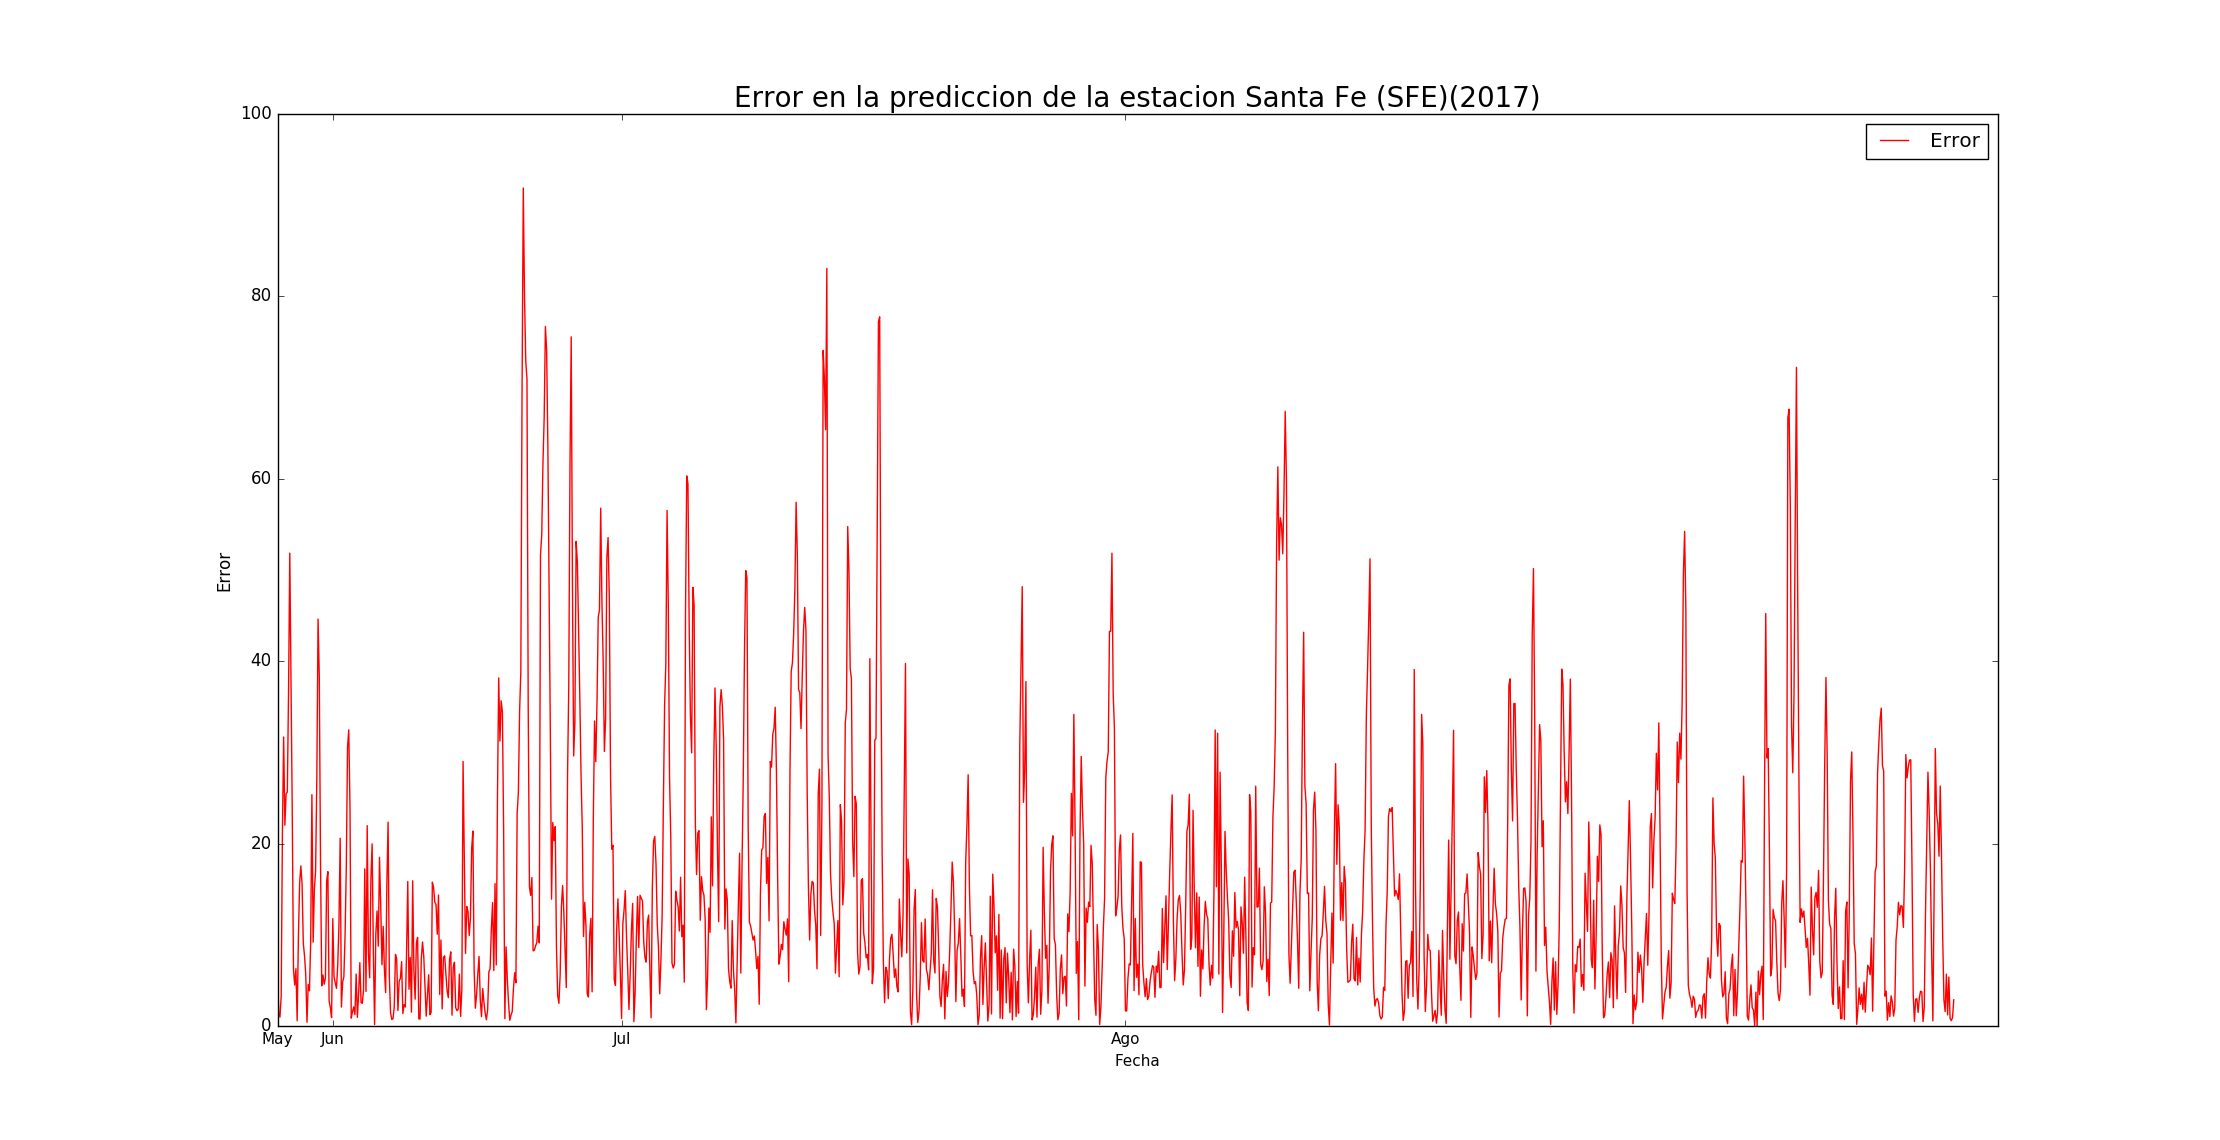 Error en la prediccion de la estacion Santa Fe (SFE)(2017)
100
Error
80
60
Error
40
20
0
May Jun Jul Ago
Fecha